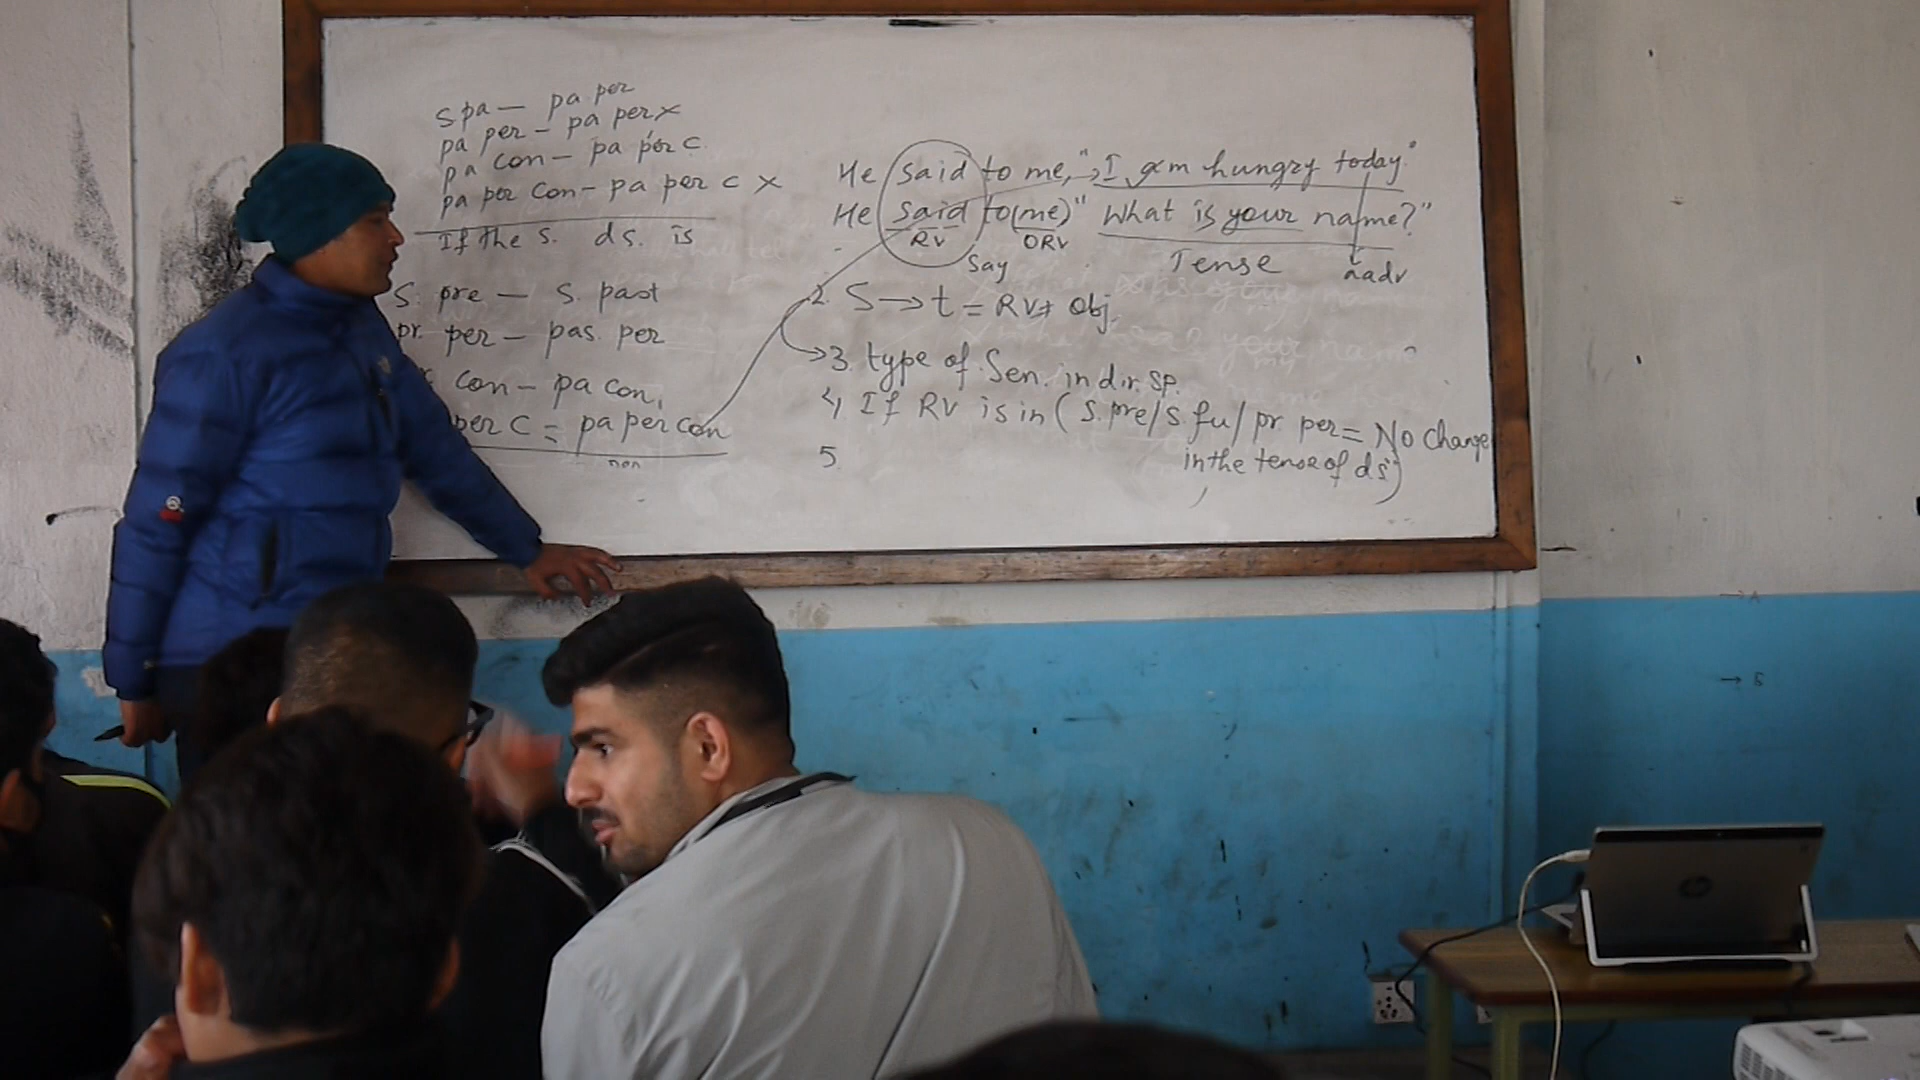 Spa — pa per
pa per – pa per x
pa con – pa per c.
pa per con – pa per c x
If the s. ds. is
S. pre — s. past
pr. per — pas. per
con – pa con,
per C = pa per con
He said to me, "I am hungry today."
He said to (me) "What is your name?"
RV ORV
Say Tense adv
2. S → t = RV + Obj.
3. type of Sen. in dir. sp.
4, If RV is in ( S. pre/s fu/ pr per = No change
in the tense of ds)
5.
hp